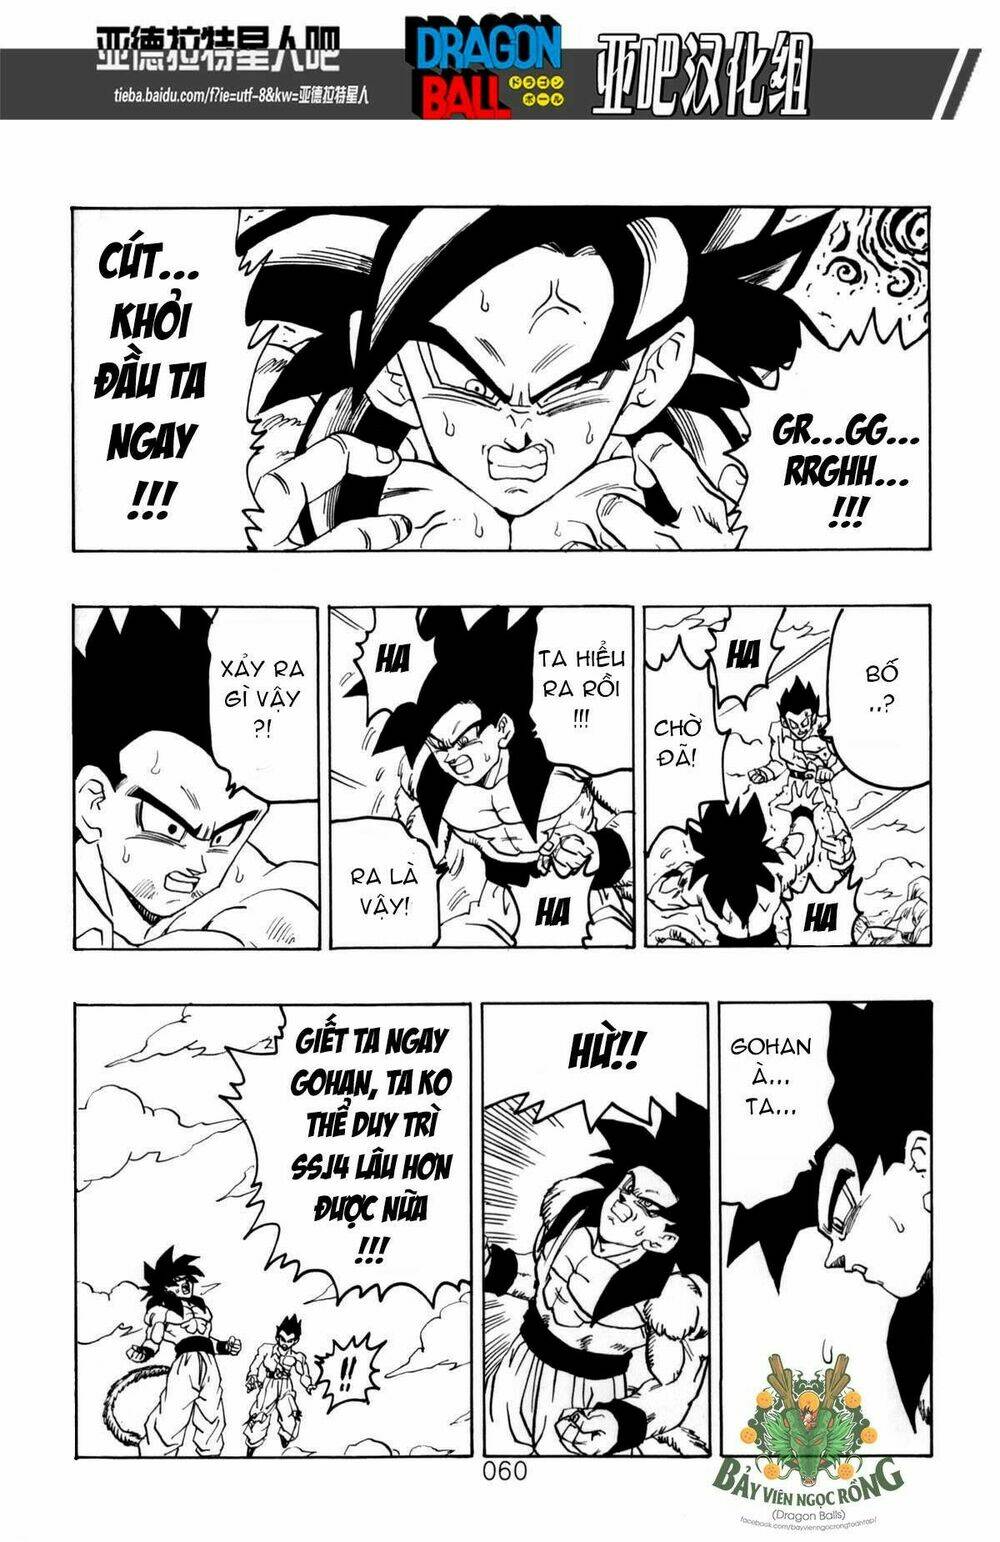 亚德拉特星人吧
tieba.baidu.com/f?ie=utf-8&kw=亚德拉特星人
DRAGON
BALL
ドラゴン
ボール
亚吧汉化组
GR...GG...
RRGHH...
!!!
CÚT...
KHỎI
ĐẦU TA
NGAY
!!!
BỐ
..?
HA
CHỜ
ĐÃ!
HA
TA HIỂU
RA RỒI
!!!
HA
HA
RA LÀ
VẬY!
XẢY RA
GÌ VẬY
?!
GOHAN
À...
TA...
HỪ!!
GIẾT TA NGAY
GOHAN, TA KO
THỂ DUY TRÌ
SSJ4 LÂU HƠN
ĐƯỢC NỮA
!!!
!!
060
BẢY VIÊN NGỌC RỒNG
(Dragon Balls)
facebook.com/bayvienngocrongtoantap/